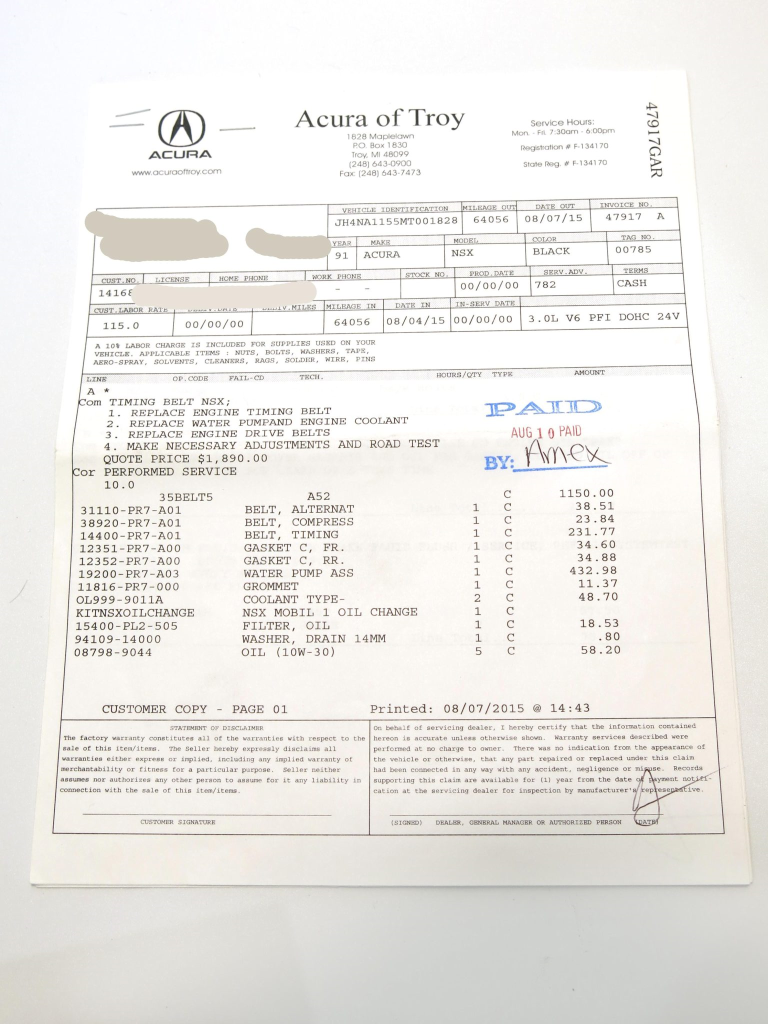 ACURA
www.acuraoftroy.com
Acura of Troy
1828 Maplelawn
P.O. Box 1830
Troy, MI 48099
(248) 643-0900
Fax: (248) 643-7473
Service Hours:
Mon. - Fri. 7:30am - 6:00pm
Registration # F-134170
State Reg. # F-134170
47917GAR
VEHICLE IDENTIFICATION MILEAGE OUT DATE OUT INVOICE NO.
JH4NA1155MT001828 64056 08/07/15 47917 A
YEAR MAKE MODEL COLOR TAG NO.
91 ACURA NSX BLACK 00785
CUST.NO. LICENSE HOME PHONE WORK PHONE STOCK NO. PROD.DATE SERV.ADV. TERMS
14168 - - 00/00/00 782 CASH
CUST.LABOR RATE DELIV.DATE DELIV.MILES MILEAGE IN DATE IN IN-SERV DATE
115.0 00/00/00 64056 08/04/15 00/00/00 3.0L V6 PFI DOHC 24V
A 10% LABOR CHARGE IS INCLUDED FOR SUPPLIES USED ON YOUR
VEHICLE. APPLICABLE ITEMS : NUTS, BOLTS, WASHERS, TAPE,
AERO-SPRAY, SOLVENTS, CLEANERS, RAGS, SOLDER, WIRE, PINS
LINE OP.CODE FAIL-CD TECH. HOURS/QTY TYPE AMOUNT
A *
Com TIMING BELT NSX;
1. REPLACE ENGINE TIMING BELT
2. REPLACE WATER PUMPAND ENGINE COOLANT
3. REPLACE ENGINE DRIVE BELTS
4. MAKE NECESSARY ADJUSTMENTS AND ROAD TEST
QUOTE PRICE $1,890.00
PAID
AUG 10 PAID
BY: Amex
Cor PERFORMED SERVICE
10.0
35BELT5 A52 C 1150.00
31110-PR7-A01 BELT, ALTERNAT 1 C 38.51
38920-PR7-A01 BELT, COMPRESS 1 C 23.84
14400-PR7-A01 BELT, TIMING 1 C 231.77
12351-PR7-A00 GASKET C, FR. 1 C 34.60
12352-PR7-A00 GASKET C, RR. 1 C 34.88
19200-PR7-A03 WATER PUMP ASS 1 C 432.98
11816-PR7-000 GROMMET 1 C 11.37
OL999-9011A COOLANT TYPE- 2 C 48.70
KITNSXOILCHANGE NSX MOBIL 1 OIL CHANGE 1 C
15400-PL2-505 FILTER, OIL 1 C 18.53
94109-14000 WASHER, DRAIN 14MM 1 C .80
08798-9044 OIL (10W-30) 5 C 58.20
CUSTOMER COPY - PAGE 01 Printed: 08/07/2015 @ 14:43
STATEMENT OF DISCLAIMER
The factory warranty constitutes all of the warranties with respect to the
sale of this item/items. The Seller hereby expressly disclaims all
warranties either express or implied, including any implied warranty of
merchantability or fitness for a particular purpose. Seller neither
assumes nor authorizes any other person to assume for it any liability in
connection with the sale of this item/items.
CUSTOMER SIGNATURE
On behalf of servicing dealer, I hereby certify that the information contained
hereon is accurate unless otherwise shown. Warranty services described were
performed at no charge to owner. There was no indication from the appearance of
the vehicle or otherwise, that any part repaired or replaced under this claim
had been connected in any way with any accident, negligence or misuse. Records
supporting this claim are available for (1) year from the date of payment notifi-
cation at the servicing dealer for inspection by manufacturer's representative.
(SIGNED) DEALER, GENERAL MANAGER OR AUTHORIZED PERSON (DATE)